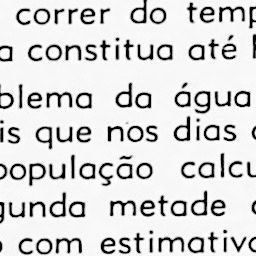 correr do temp
a constitua até
blema da água
is que nos dias
população calcu
gunda metade
com estimativa